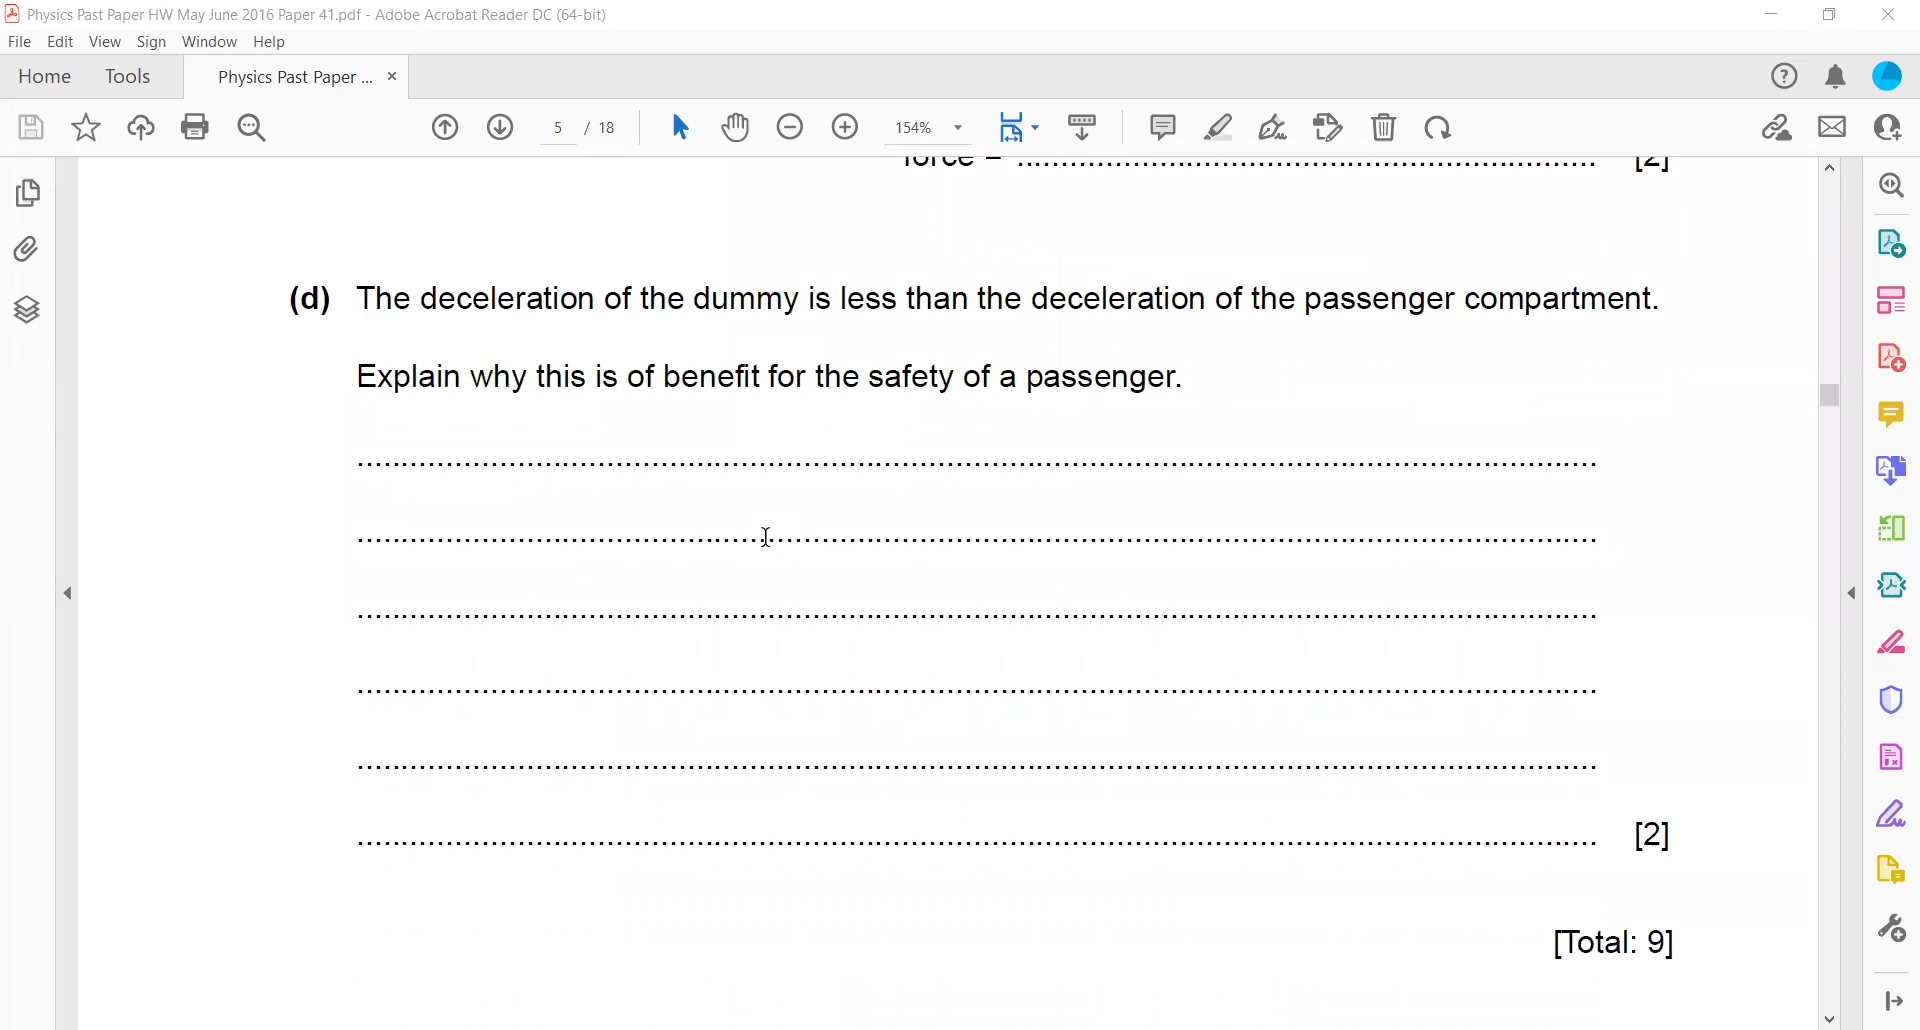 Physics Past Paper HW May June 2016 Paper 41.pdf - Adobe Acrobat Reader DC (64-bit)
File Edit View Sign Window Help
Home Tools Physics Past Paper ... ×
5 / 18 154%
force = .......................................................... [2]
(d) The deceleration of the dummy is less than the deceleration of the passenger compartment.
Explain why this is of benefit for the safety of a passenger.
..........................................................................................................................
..........................................................................................................................
..........................................................................................................................
..........................................................................................................................
..........................................................................................................................
.......................................................................................................................... [2]
[Total: 9]